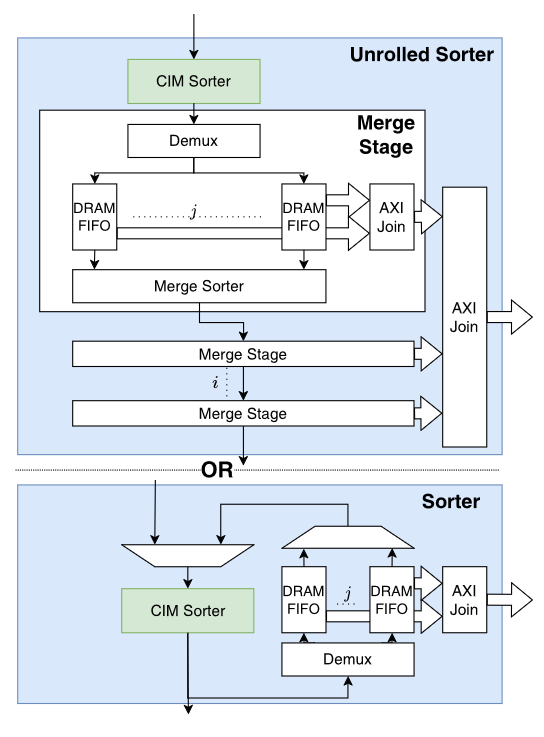 Unrolled Sorter
CIM Sorter
Merge
Stage
Demux
DRAM
FIFO
j
DRAM
FIFO
AXI
Join
Merge Sorter
AXI
Join
Merge Stage
i
Merge Stage
OR
Sorter
CIM Sorter
DRAM
FIFO
j
DRAM
FIFO
AXI
Join
Demux